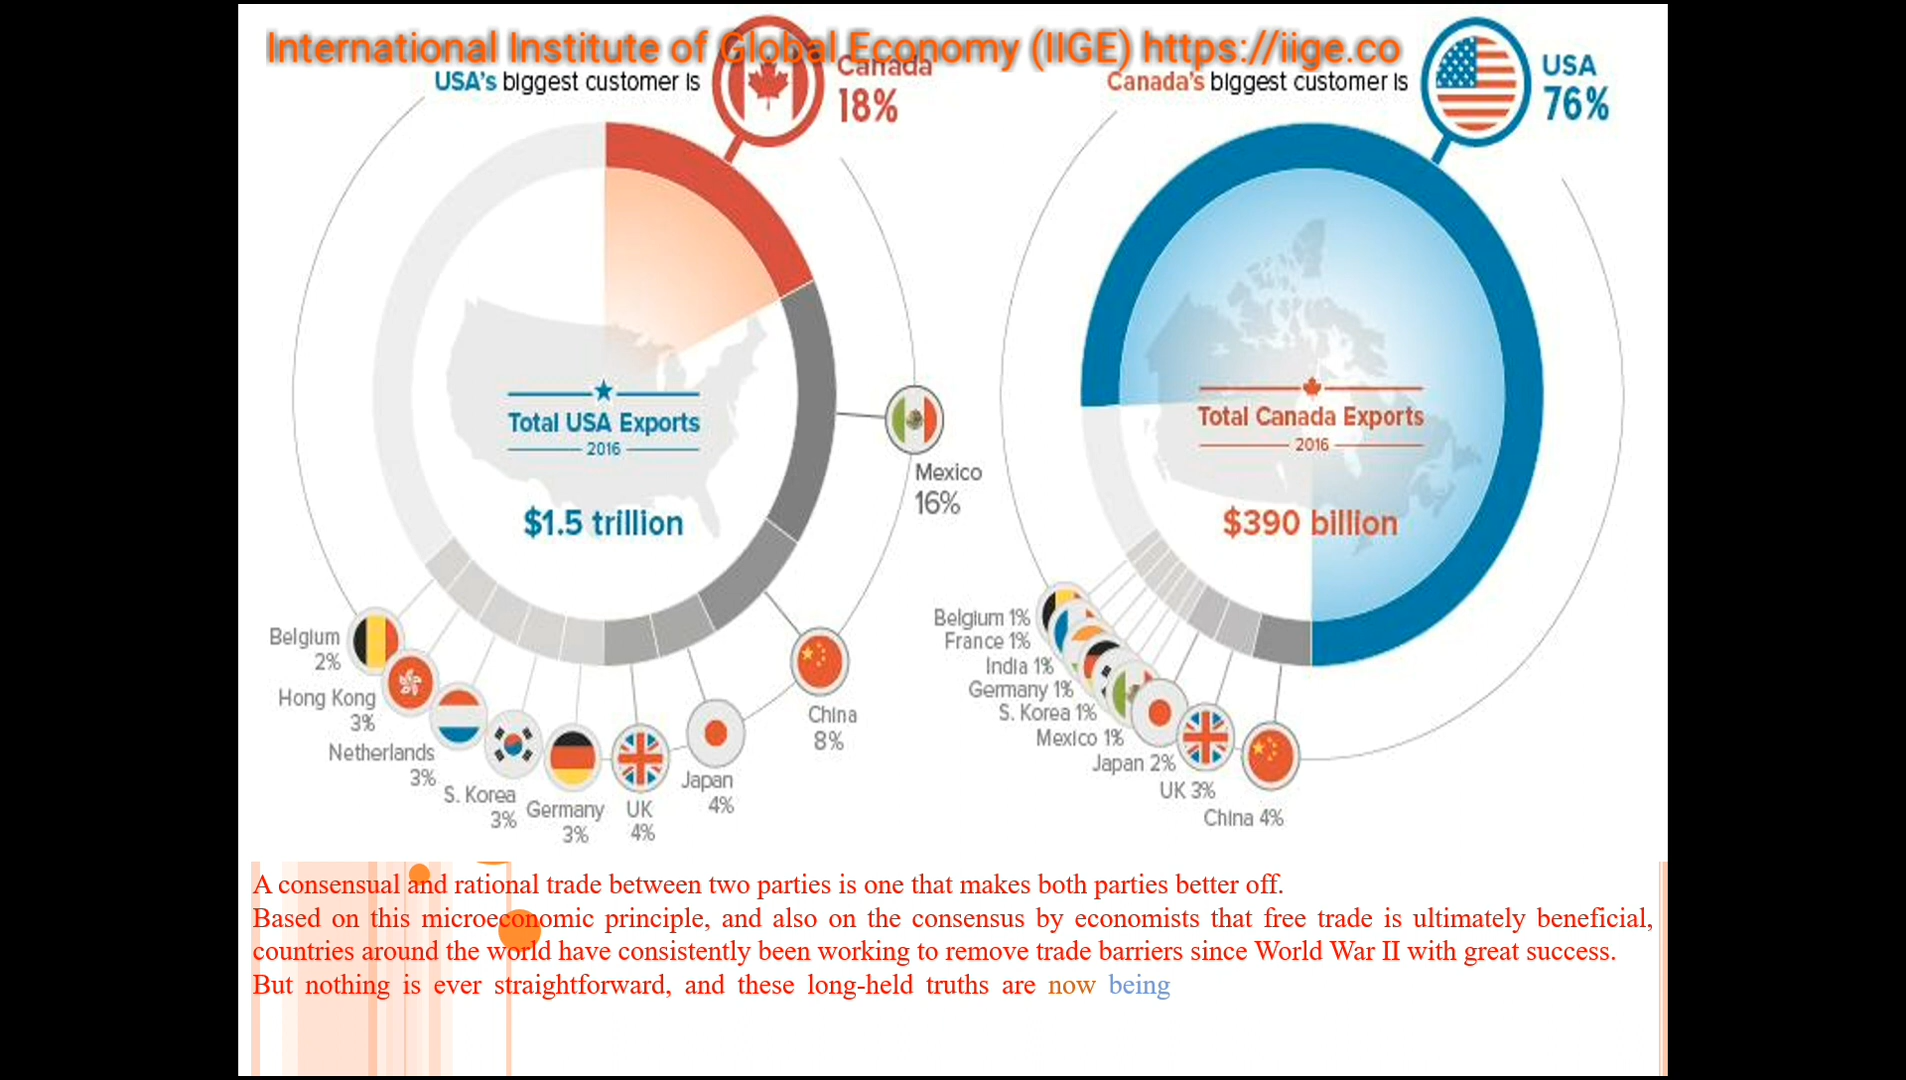 International Institute of Global Economy (IIGE) https://iige.co
USA's biggest customer is
Canada
18%
Canada's biggest customer is
USA
76%
Total USA Exports
2016
$1.5 trillion
Mexico
16%
China
8%
Japan
4%
UK
4%
Germany
3%
S. Korea
3%
Netherlands
3%
Hong Kong
3%
Belgium
2%
Total Canada Exports
2016
$390 billion
Belgium 1%
France 1%
India 1%
Germany 1%
S. Korea 1%
Mexico 1%
Japan 2%
UK 3%
China 4%
A consensual and rational trade between two parties is one that makes both parties better off.
Based on this microeconomic principle, and also on the consensus by economists that free trade is ultimately beneficial,
countries around the world have consistently been working to remove trade barriers since World War II with great success.
But nothing is ever straightforward, and these long-held truths are now being